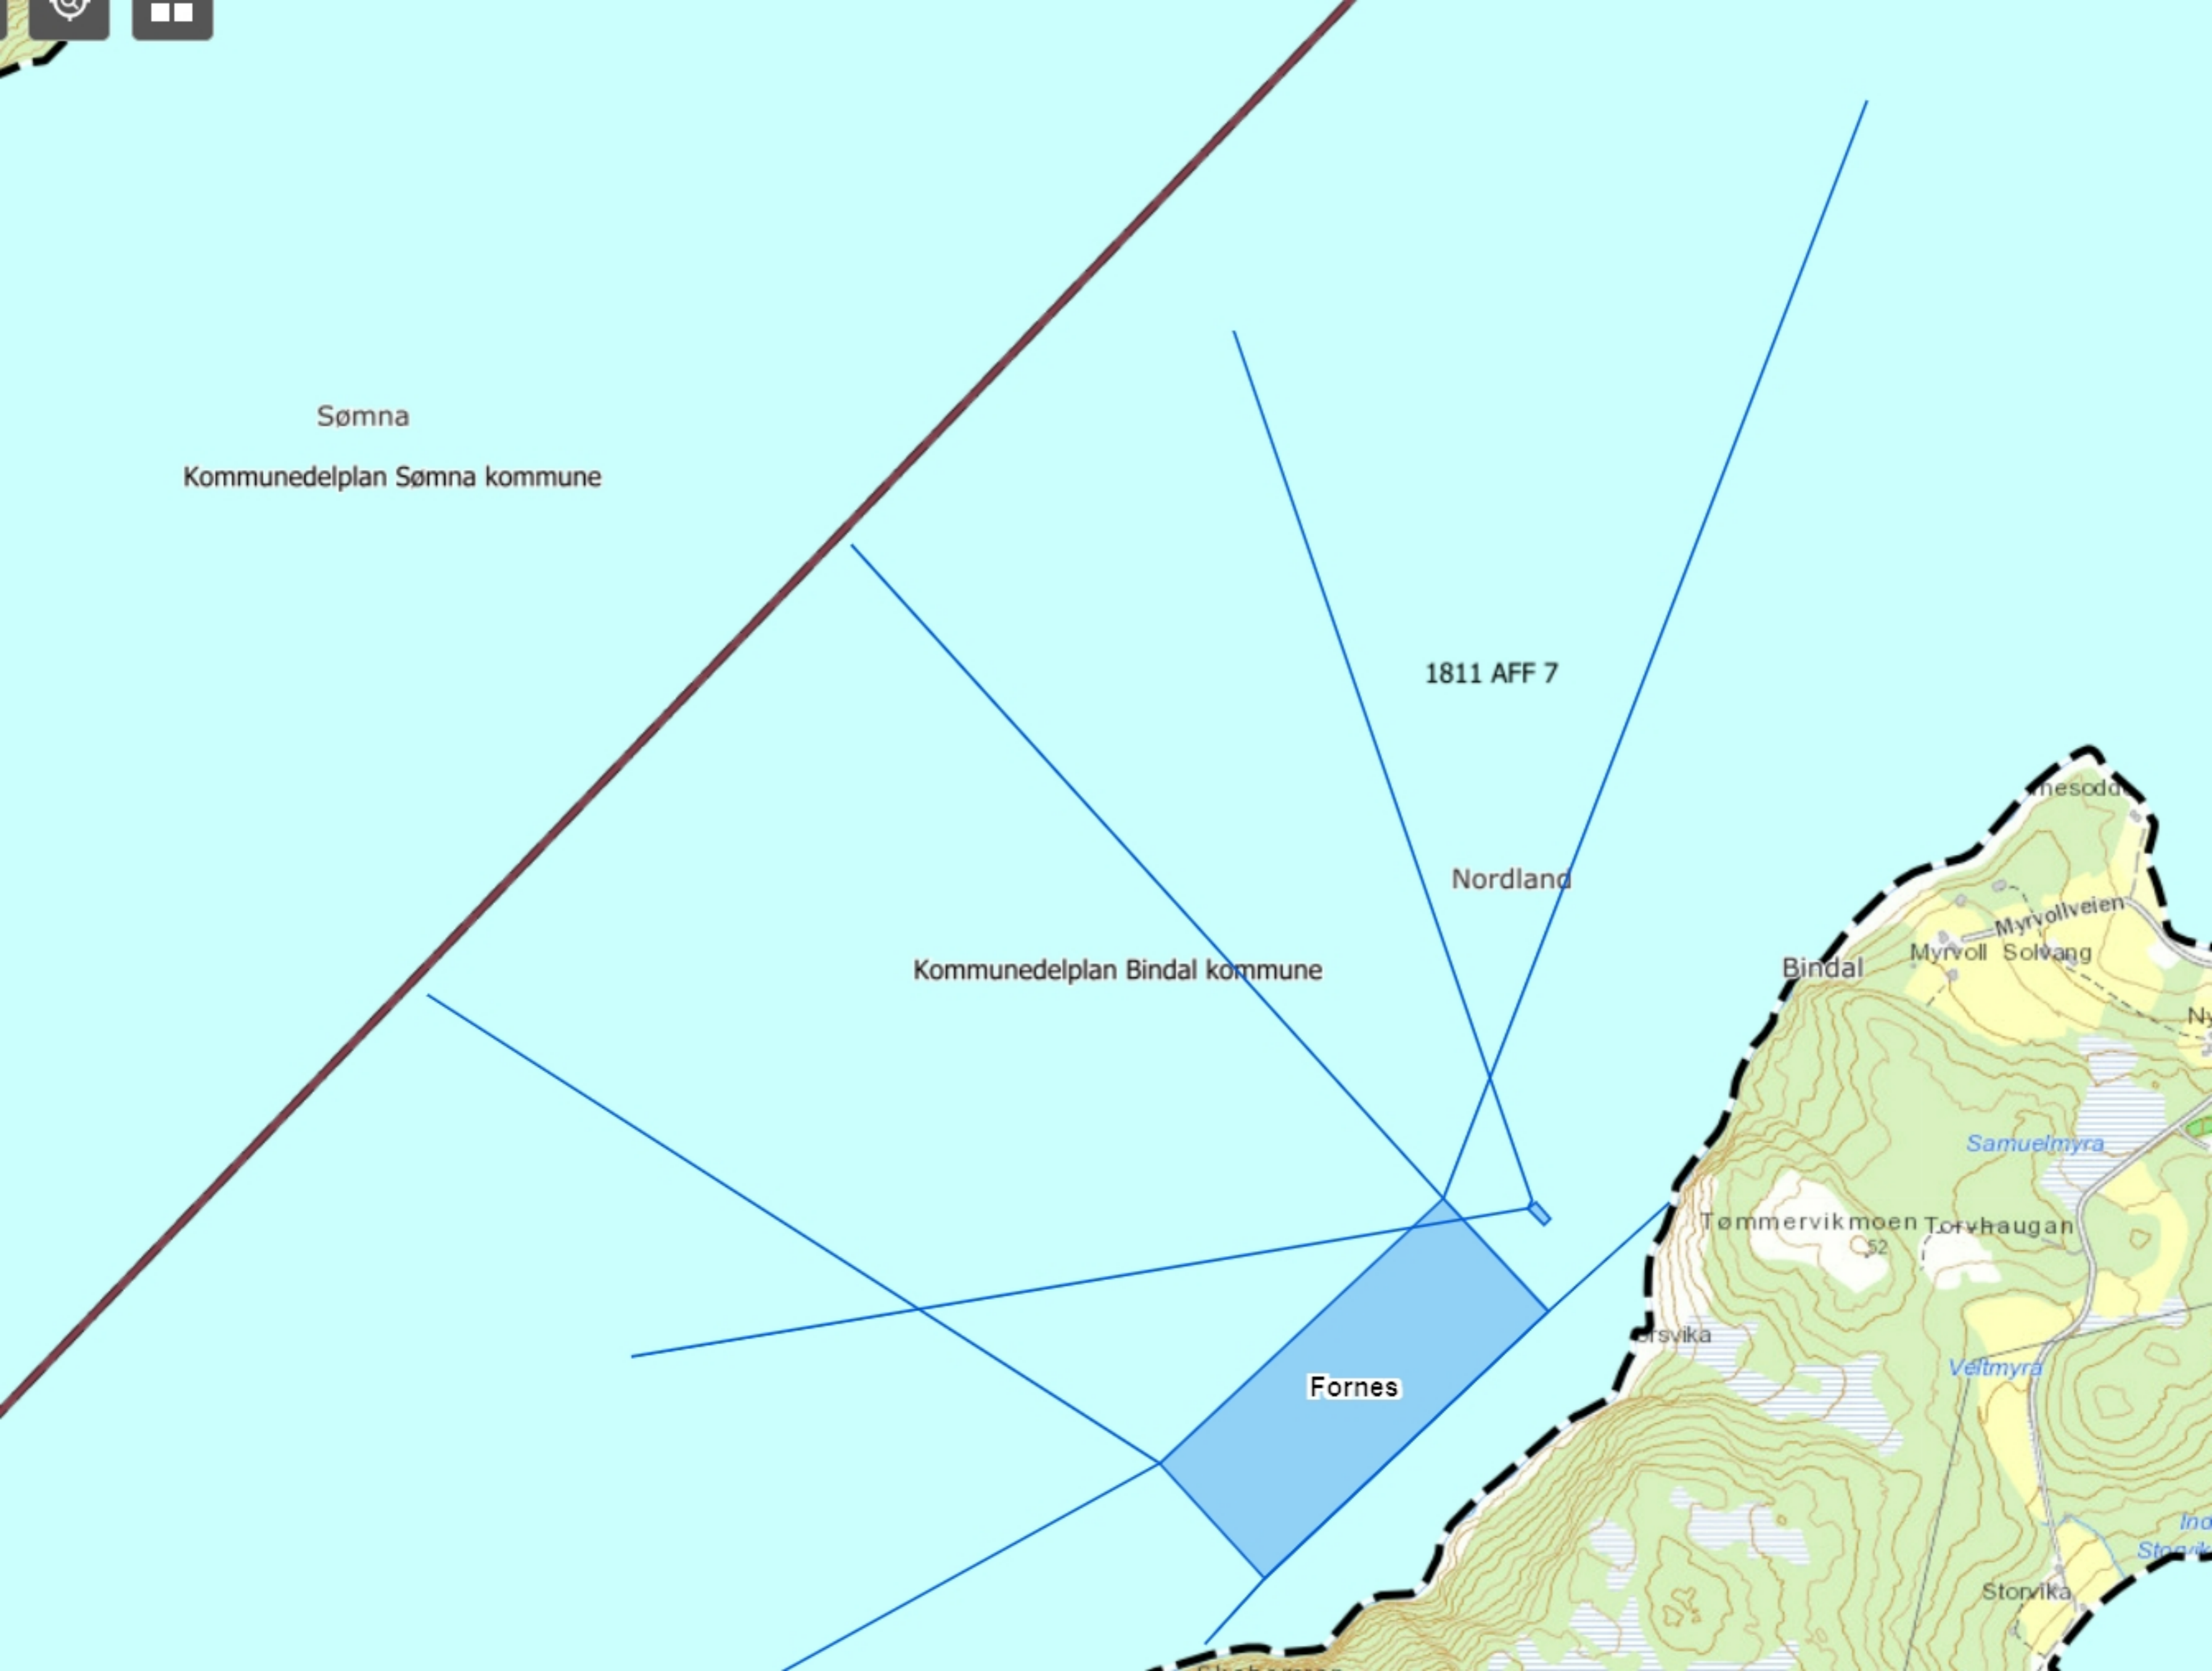 Sømna
Kommunedelplan Sømna kommune
1811 AFF 7
Nordland
Kommunedelplan Bindal kommune
Bindal
Myrvollveien
Myrvoll
Solvang
Samuelmyra
Tømmervikmoen
Torvhaugan
52
Veltmyra
Fornes
Storvika